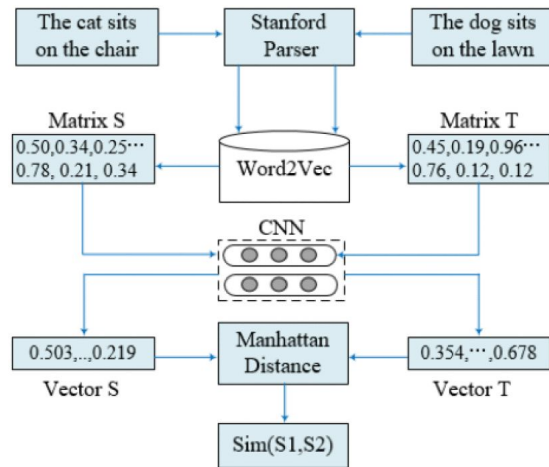 The cat sits
on the chair
Stanford
Parser
The dog sits
on the lawn
Matrix S
0.50,0.34,0.25···
0.78, 0.21, 0.34
Word2Vec
Matrix T
0.45,0.19,0.96···
0.76, 0.12, 0.12
CNN
0.503,..,0.219
Vector S
Manhattan
Distance
0.354,···,0.678
Vector T
Sim(S1,S2)